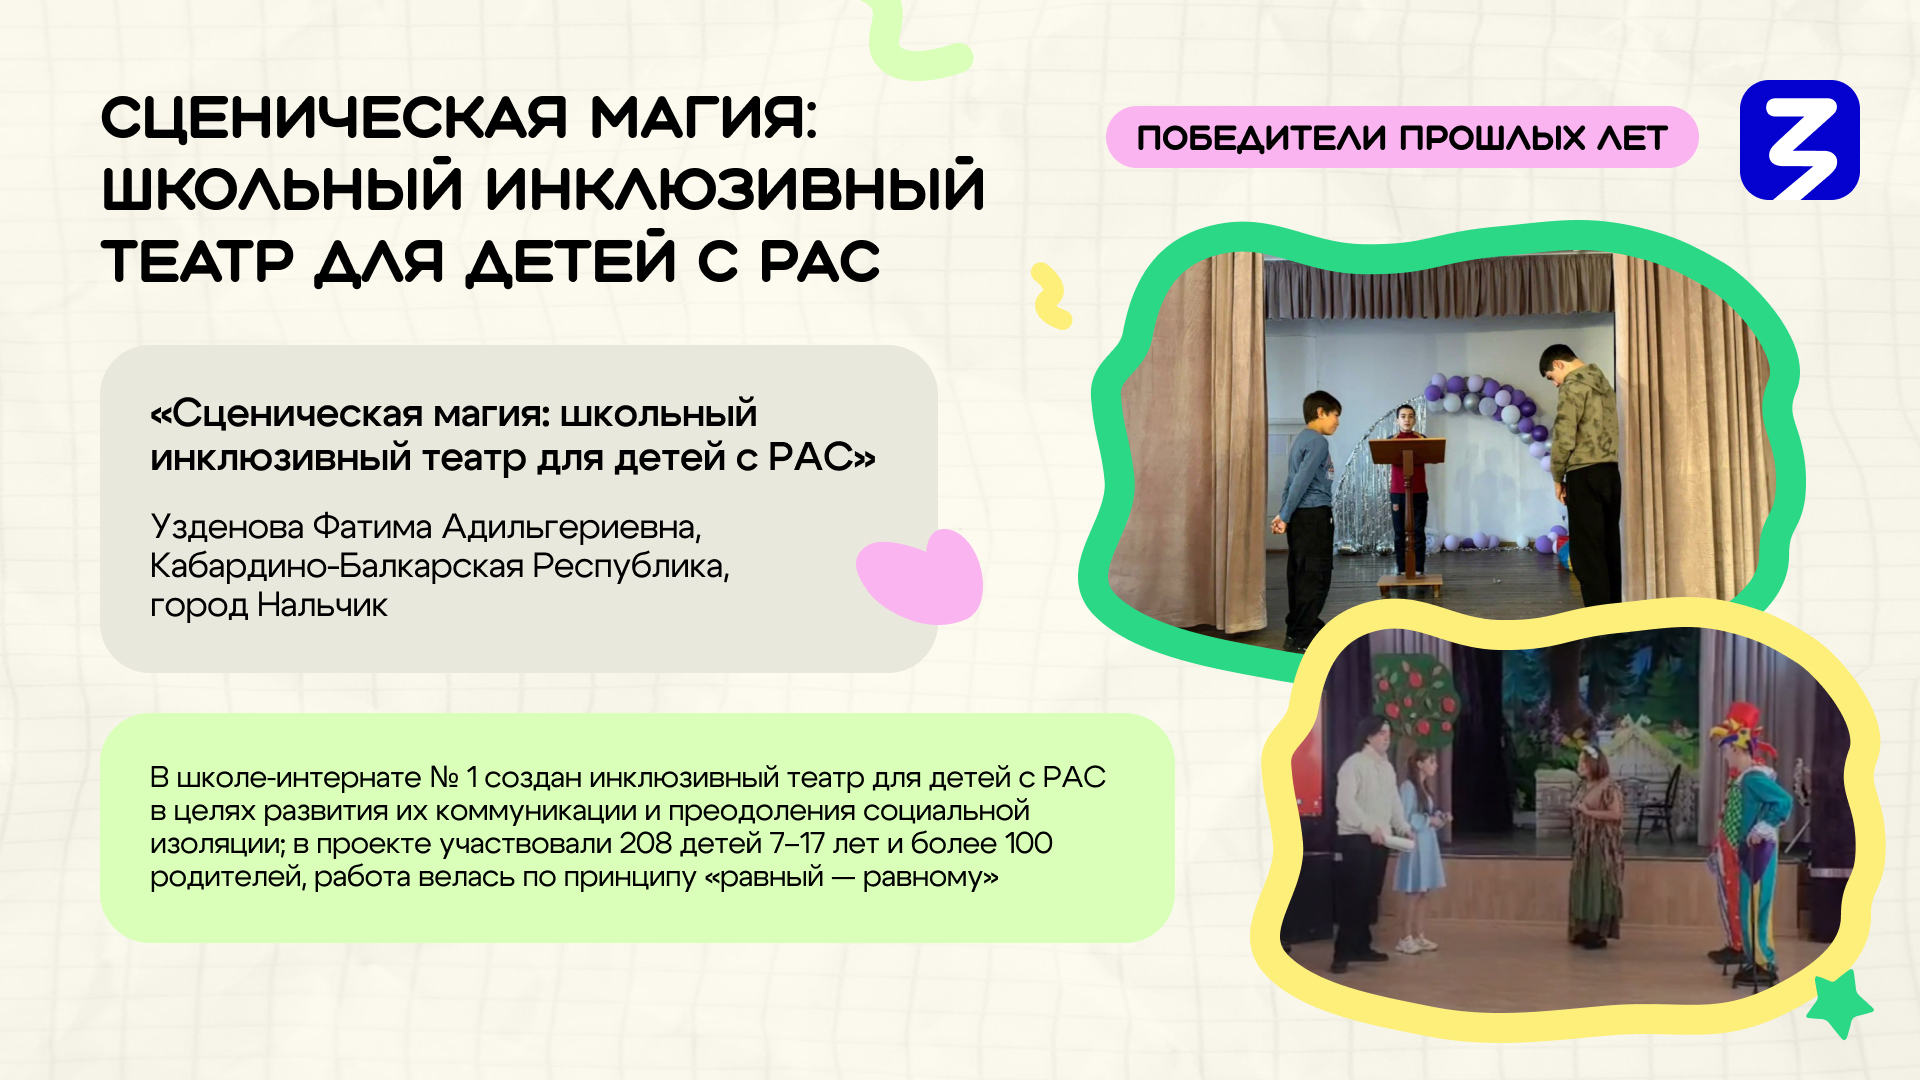 СЦЕНИЧЕСКАЯ МАГИЯ:
ШКОЛЬНЫЙ ИНКЛЮЗИВНЫЙ
ТЕАТР ДЛЯ ДЕТЕЙ С РАС
ПОБЕДИТЕЛИ ПРОШЛЫХ ЛЕТ
«Сценическая магия: школьный
инклюзивный театр для детей с РАС»
Узденова Фатима Адильгериевна,
Кабардино-Балкарская Республика,
город Нальчик
В школе-интернате № 1 создан инклюзивный театр для детей с РАС
в целях развития их коммуникации и преодоления социальной
изоляции; в проекте участвовали 208 детей 7–17 лет и более 100
родителей, работа велась по принципу «равный — равному»